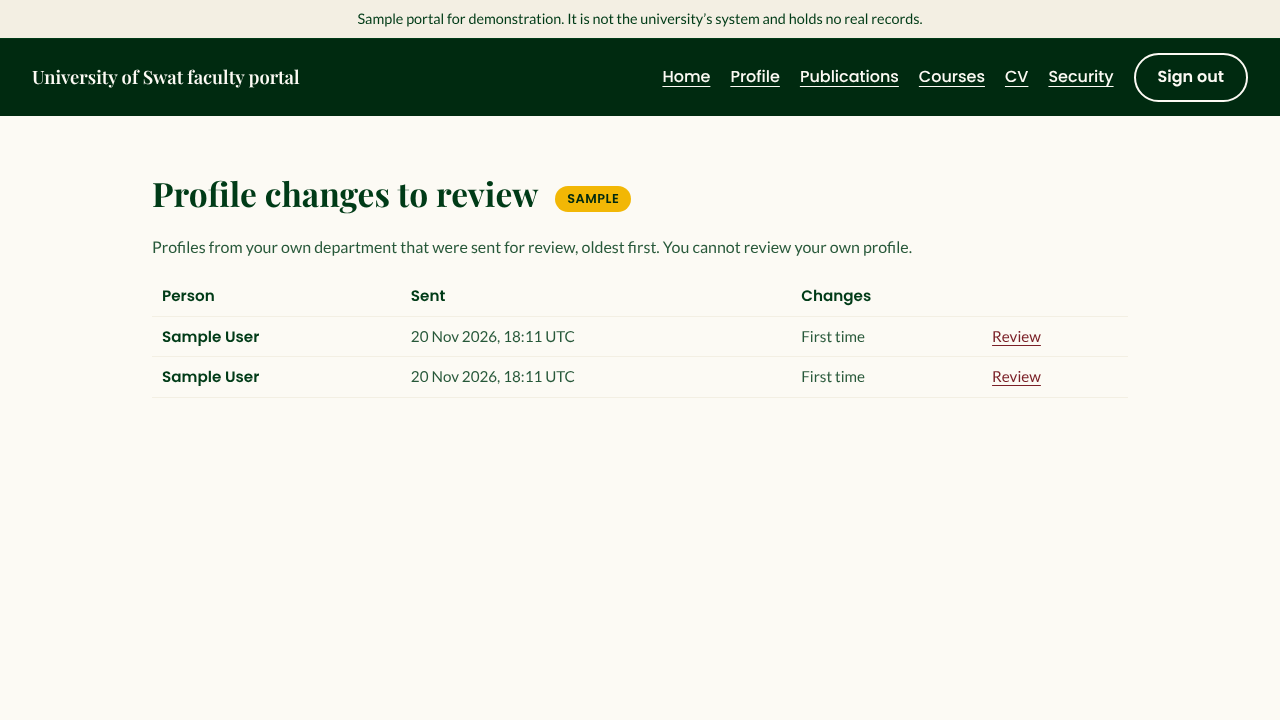 Sample portal for demonstration. It is not the university’s system and holds no real records.
University of Swat faculty portal
Home Profile Publications Courses CV Security Sign out
Profile changes to review SAMPLE
Profiles from your own department that were sent for review, oldest first. You cannot review your own profile.
Person Sent Changes
Sample User 20 Nov 2026, 18:11 UTC First time Review
Sample User 20 Nov 2026, 18:11 UTC First time Review